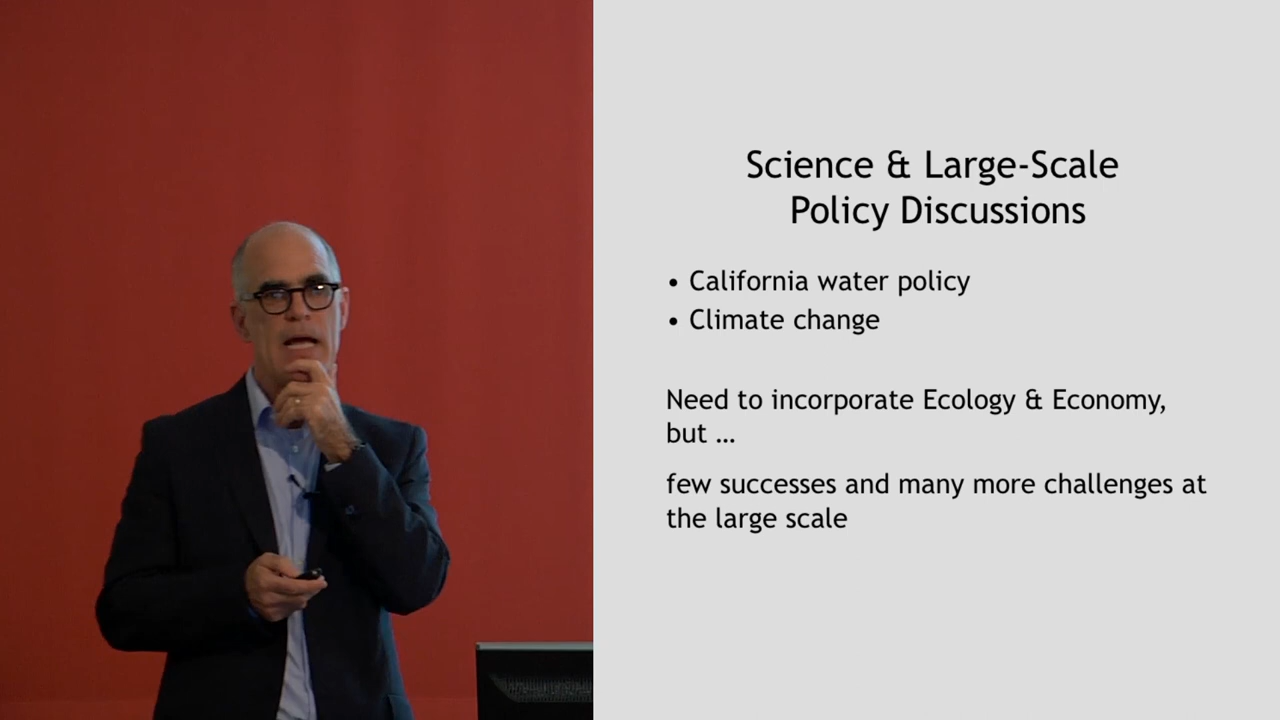 Science & Large-Scale
Policy Discussions
• California water policy
• Climate change
Need to incorporate Ecology & Economy,
but …
few successes and many more challenges at
the large scale